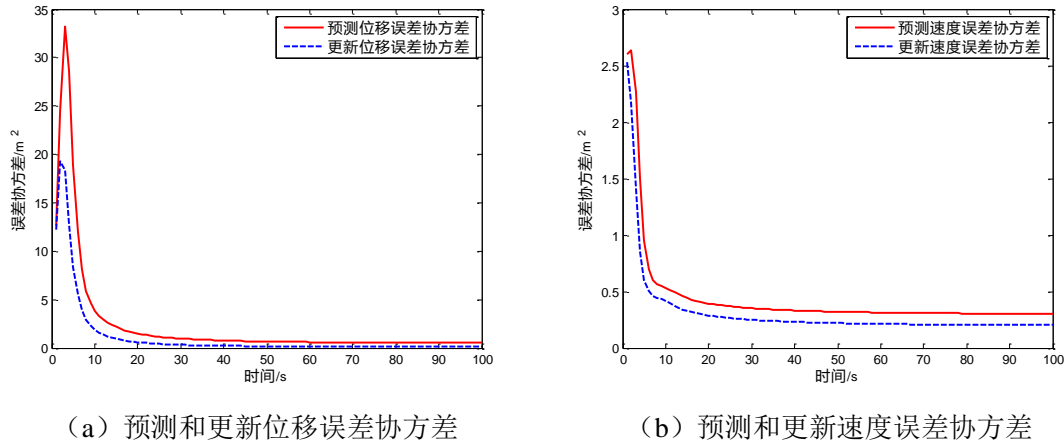 预测位移误差协方差
更新位移误差协方差
误差协方差/m²
35
30
25
20
15
10
5
0
0 10 20 30 40 50 60 70 80 90 100
时间/s
（a）预测和更新位移误差协方差
预测速度误差协方差
更新速度误差协方差
误差协方差/m²
3
2.5
2
1.5
1
0.5
0
0 10 20 30 40 50 60 70 80 90 100
时间/s
（b）预测和更新速度误差协方差